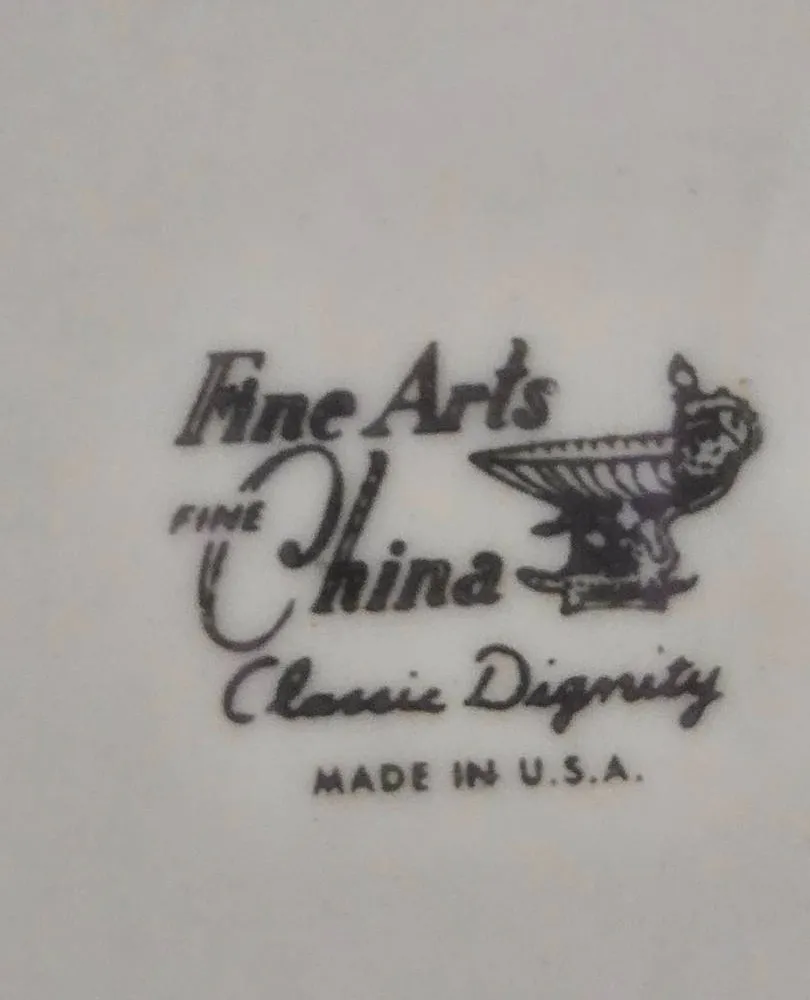 Fine Arts
FINE China
Classic Dignity
MADE IN U.S.A.